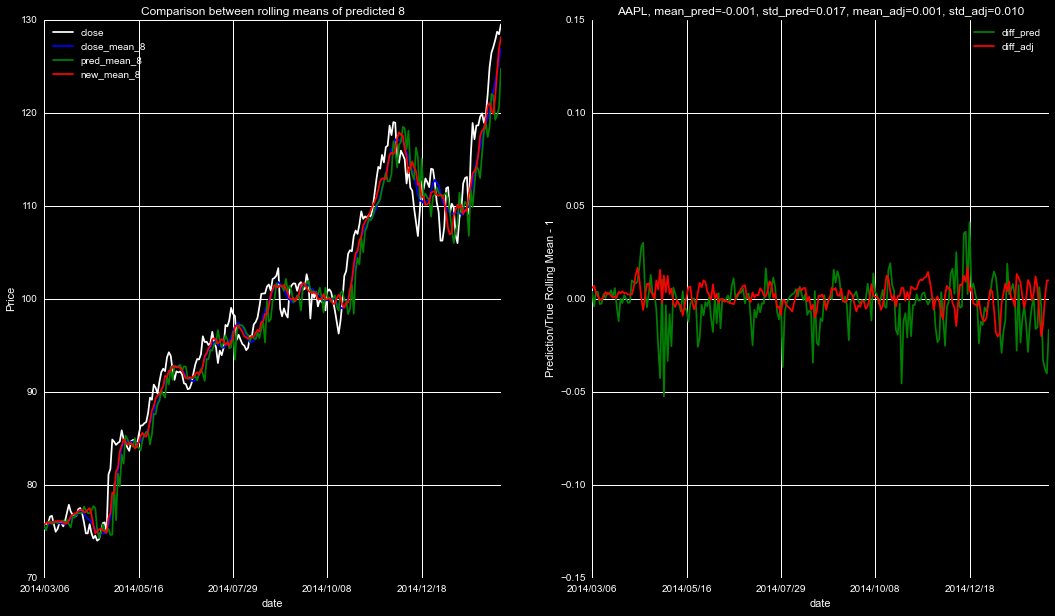 Comparison between rolling means of predicted 8
130
120
110
100
90
80
70
Price
close
close_mean_8
pred_mean_8
new_mean_8
2014/03/06
2014/05/16
2014/07/29
2014/10/08
2014/12/18
date
AAPL, mean_pred=-0.001, std_pred=0.017, mean_adj=0.001, std_adj=0.010
0.15
0.10
0.05
0.00
−0.05
−0.10
−0.15
Prediction/True Rolling Mean - 1
diff_pred
diff_adj
2014/03/06
2014/05/16
2014/07/29
2014/10/08
2014/12/18
date